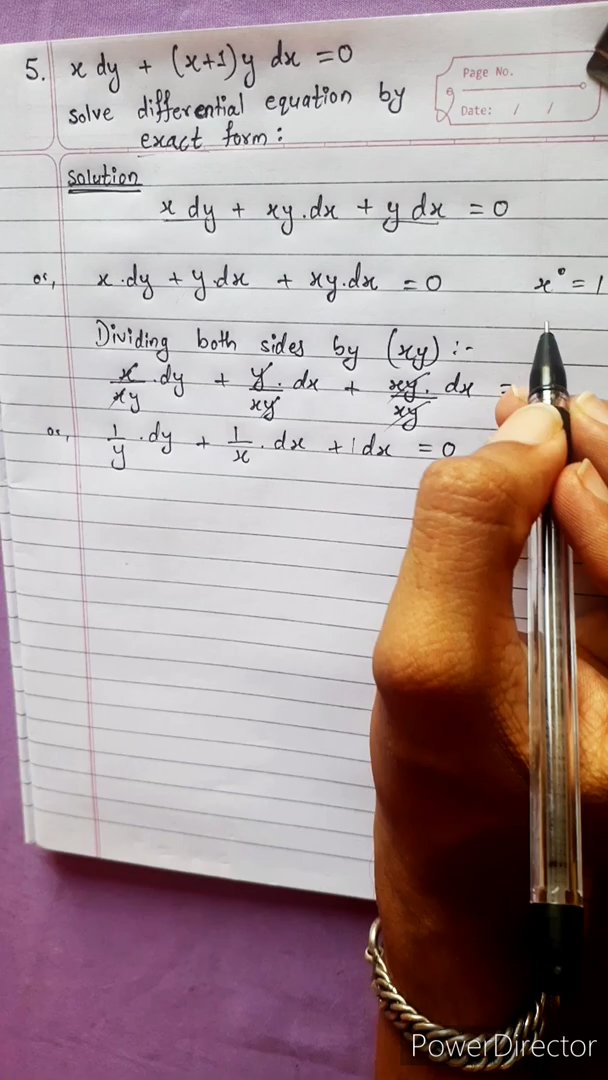 5. x dy + (x+1)y dx = 0
Page No.
Date: / /
solve differential equation by
exact form:
Solution
x dy + xy.dx + y dx = 0
or, x.dy + y.dx + xy.dx = 0 x° = 1
Dividing both sides by (xy) :-
x/xy .dy + y./xy dx + xy./xy dx =
or, 1/y .dy + 1/x . dx + 1 dx = 0
PowerDirector